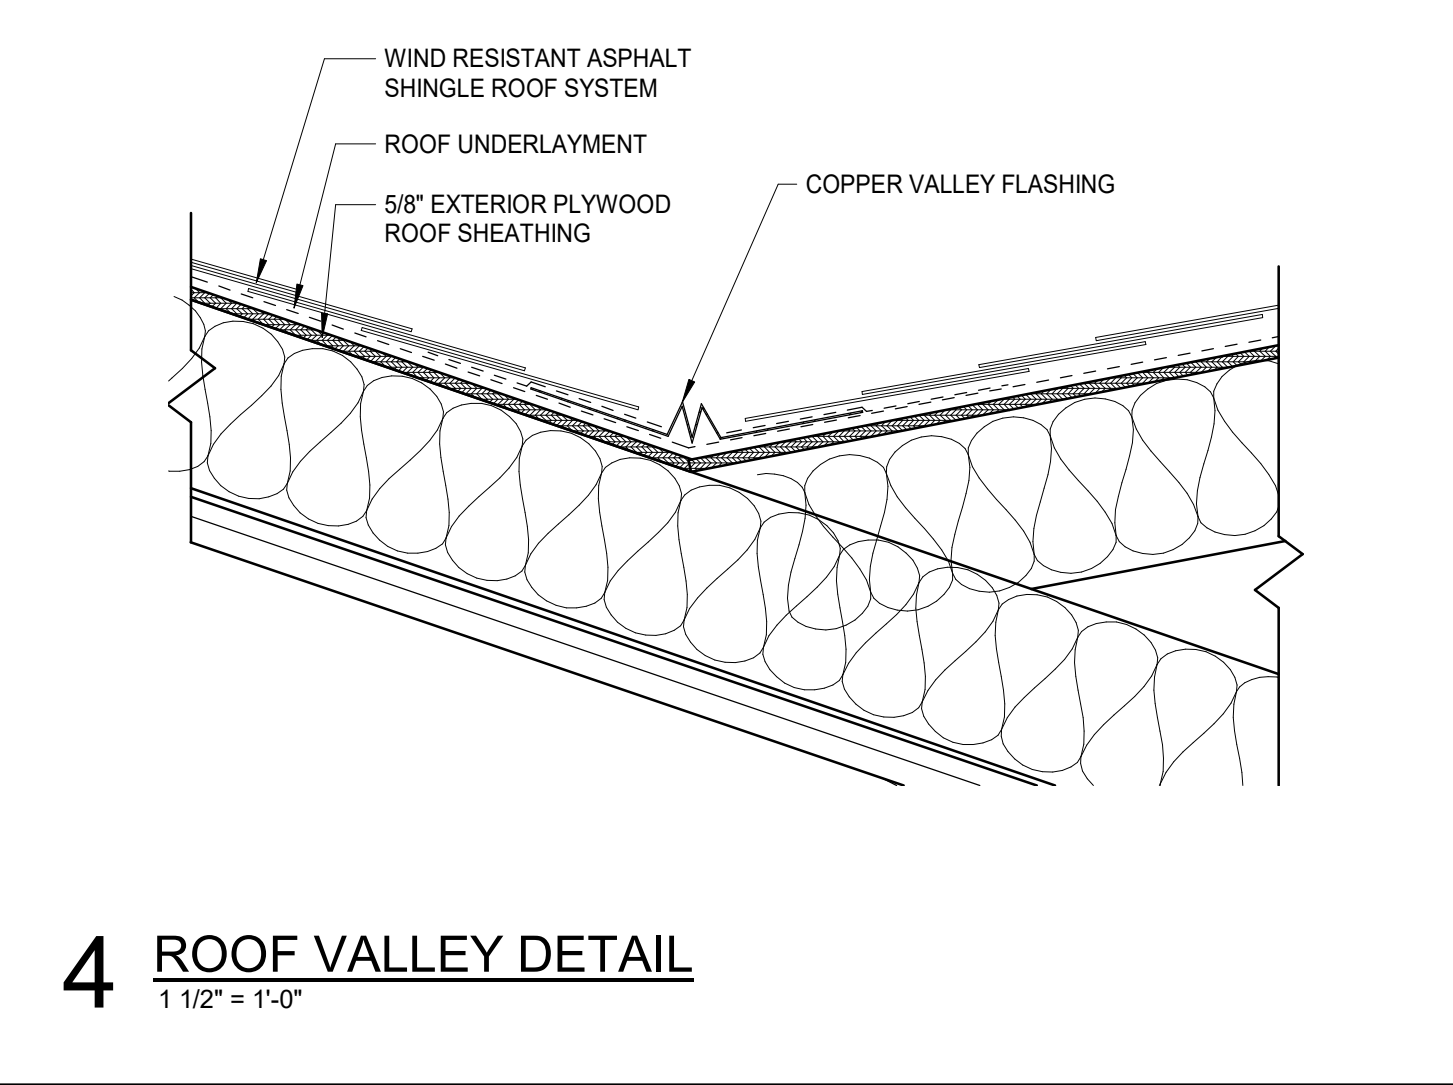 WIND RESISTANT ASPHALT
SHINGLE ROOF SYSTEM
ROOF UNDERLAYMENT
5/8" EXTERIOR PLYWOOD
ROOF SHEATHING
COPPER VALLEY FLASHING
4
ROOF VALLEY DETAIL
1 1/2" = 1'-0"